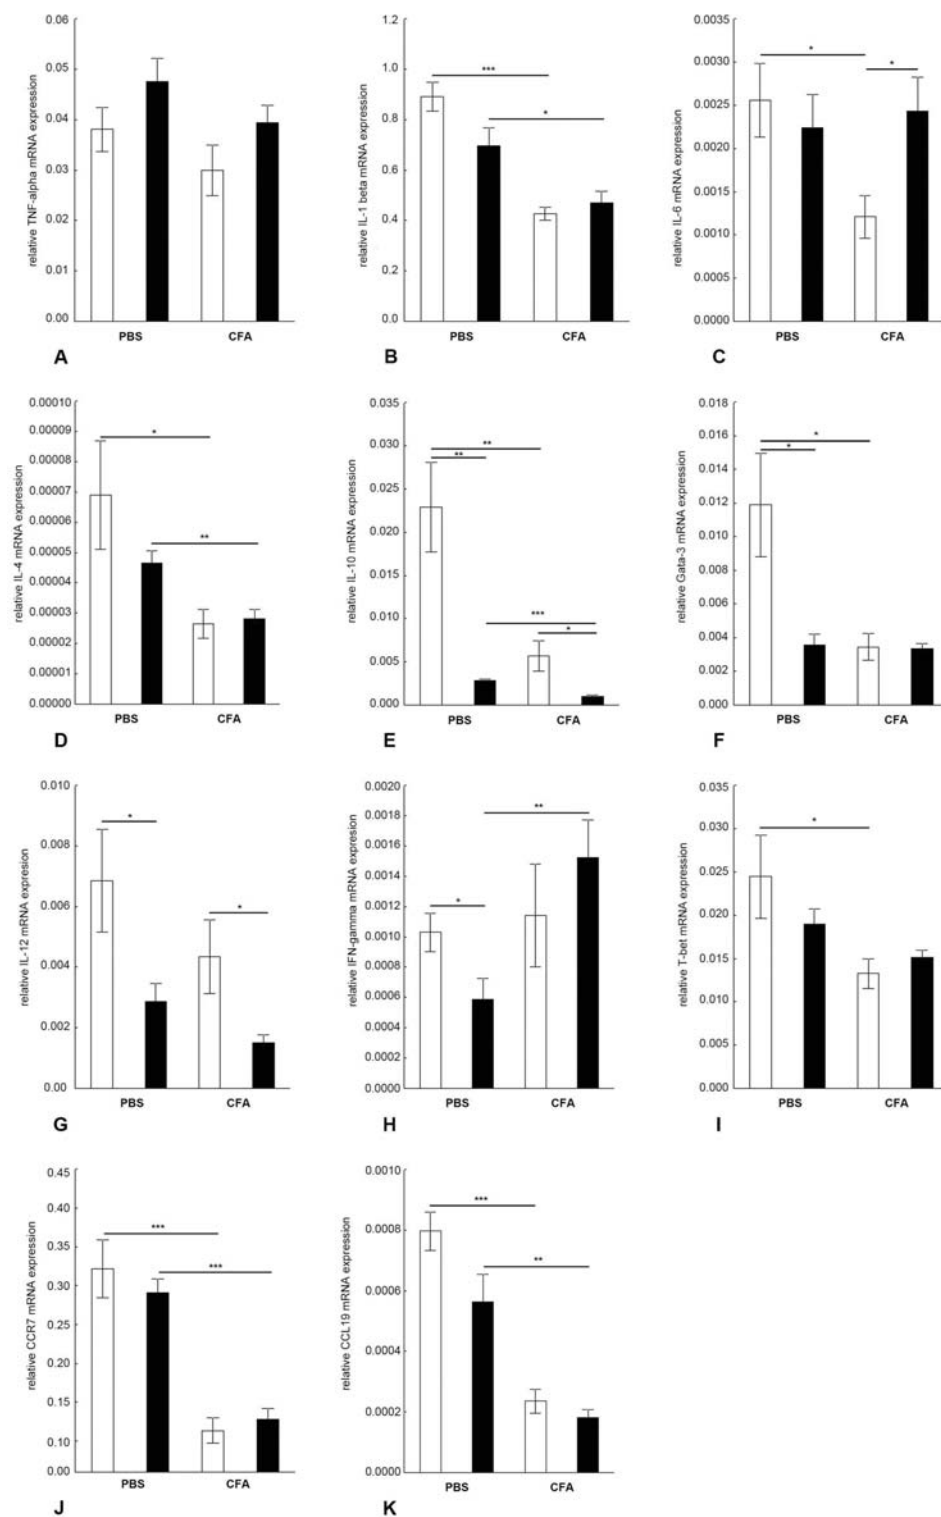 0.06
0.05
0.04
0.03
0.04
0.03
0.00
relative TNF-alpha mRNA expression
PBS CFA
A
1.2
1.0
0.8
0.6
0.4
0.2
1.2
relative IL-1 beta mRNA expression
*** *
PBS CFA
B
0.0035
0.0030
0.0025
0.0020
0.0015
0.0010
0.0005
0.0000
relative IL-6 mRNA expression
* *
PBS CFA
C
0.00010
0.00009
0.00008
0.00007
0.00006
0.00005
0.00004
0.00003
0.00002
0.00001
0.00000
relative IL-4 mRNA expression
* **
PBS CFA
D
0.035
0.030
0.025
0.020
0.015
0.010
0.005
0.000
relative IL-10 mRNA expression
** ** *** *
PBS CFA
E
0.018
0.016
0.014
0.012
0.010
0.008
0.006
0.004
0.002
0.000
relative Gata-3 mRNA expression
* *
PBS CFA
F
0.010
0.008
0.006
0.004
0.002
0.00
relative IL-12 mRNA expresion
* *
PBS CFA
G
0.0020
0.0018
0.0016
0.0014
0.0012
0.0010
0.0008
0.0006
0.0004
0.0002
0.0000
relative IFN-gamma mRNA expresion
** *
PBS CFA
H
0.035
0.030
0.025
0.020
0.015
0.010
0.005
0.000
relative T-bet mRNA expression
*
PBS CFA
I
0.45
0.40
0.35
0.30
0.30
0.20
0.15
0.10
0.00
relative CCR7 mRNA expression
*** ***
PBS CFA
J
0.0010
0.0008
0.0006
0.0004
0.0002
0.0000
relative CCL19 mRNA expression
*** **
PBS CFA
K